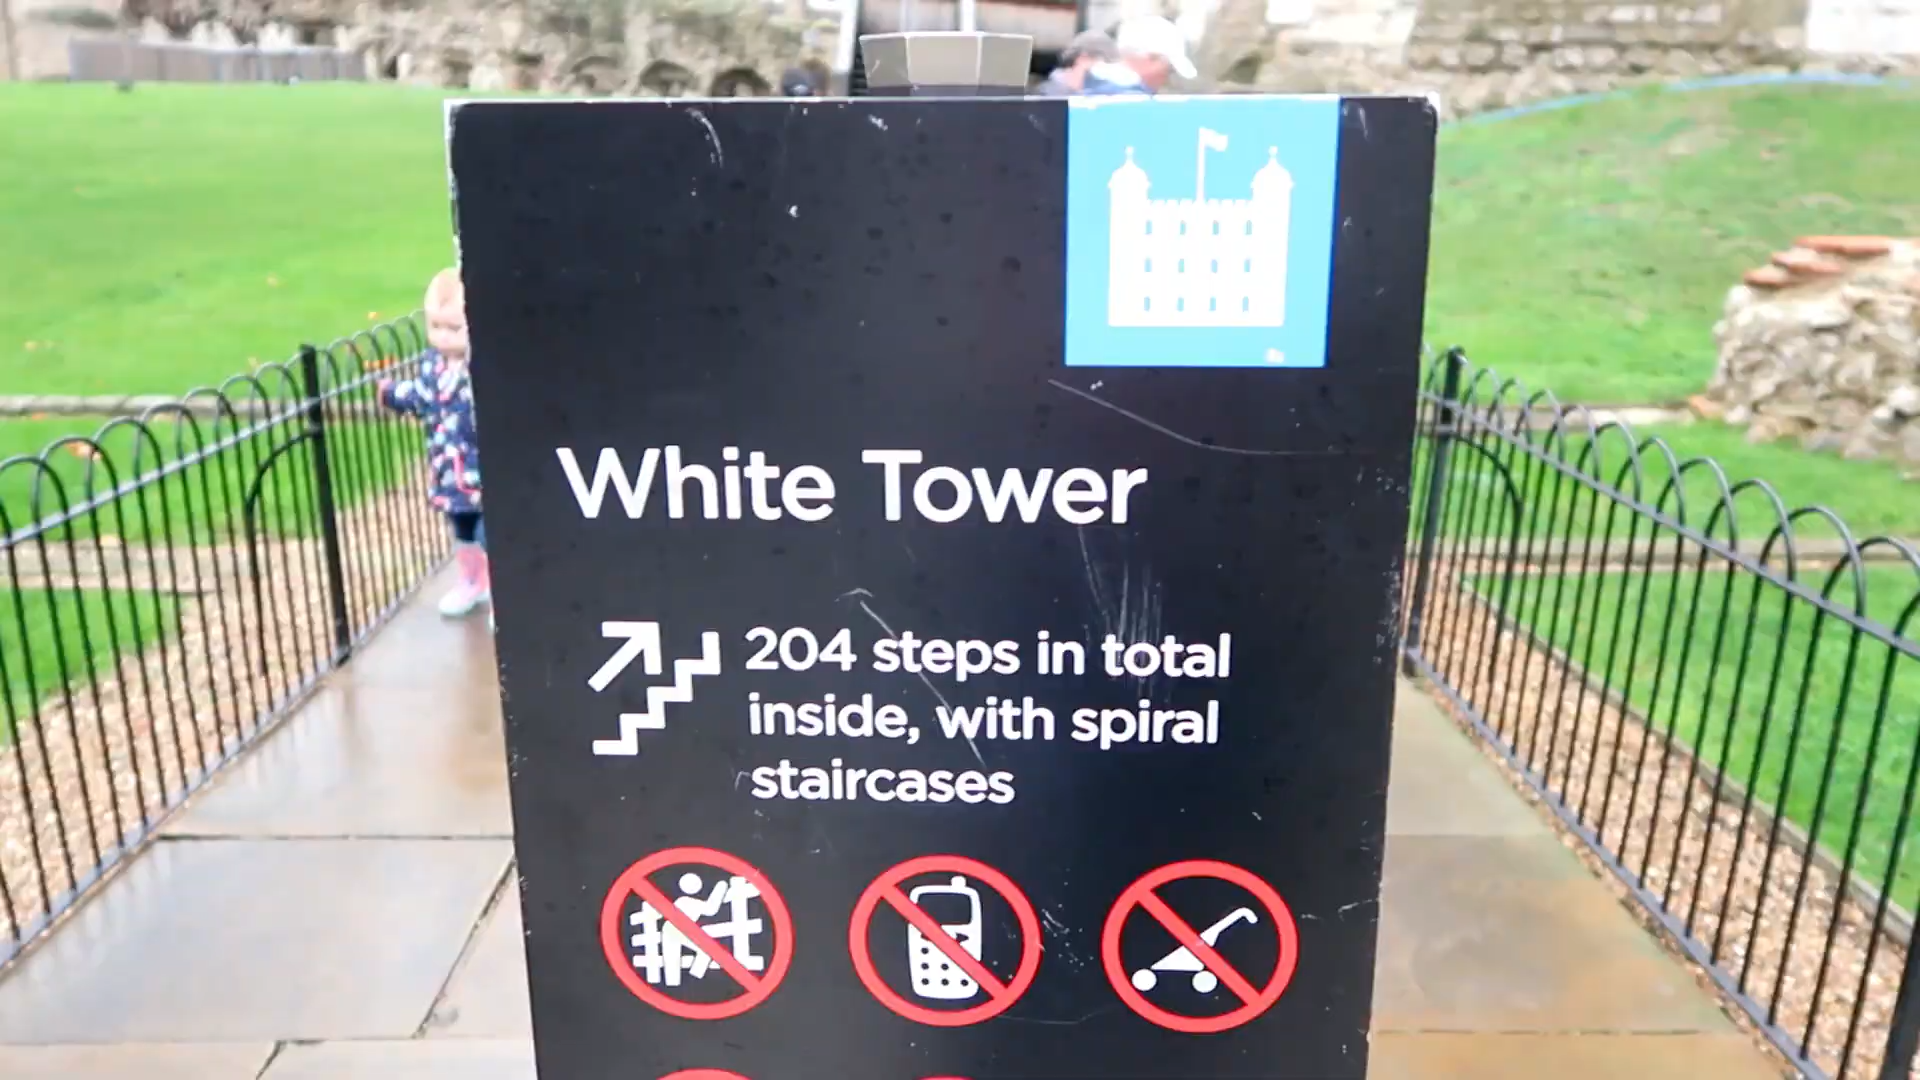 White Tower
204 steps in total
inside, with spiral
staircases